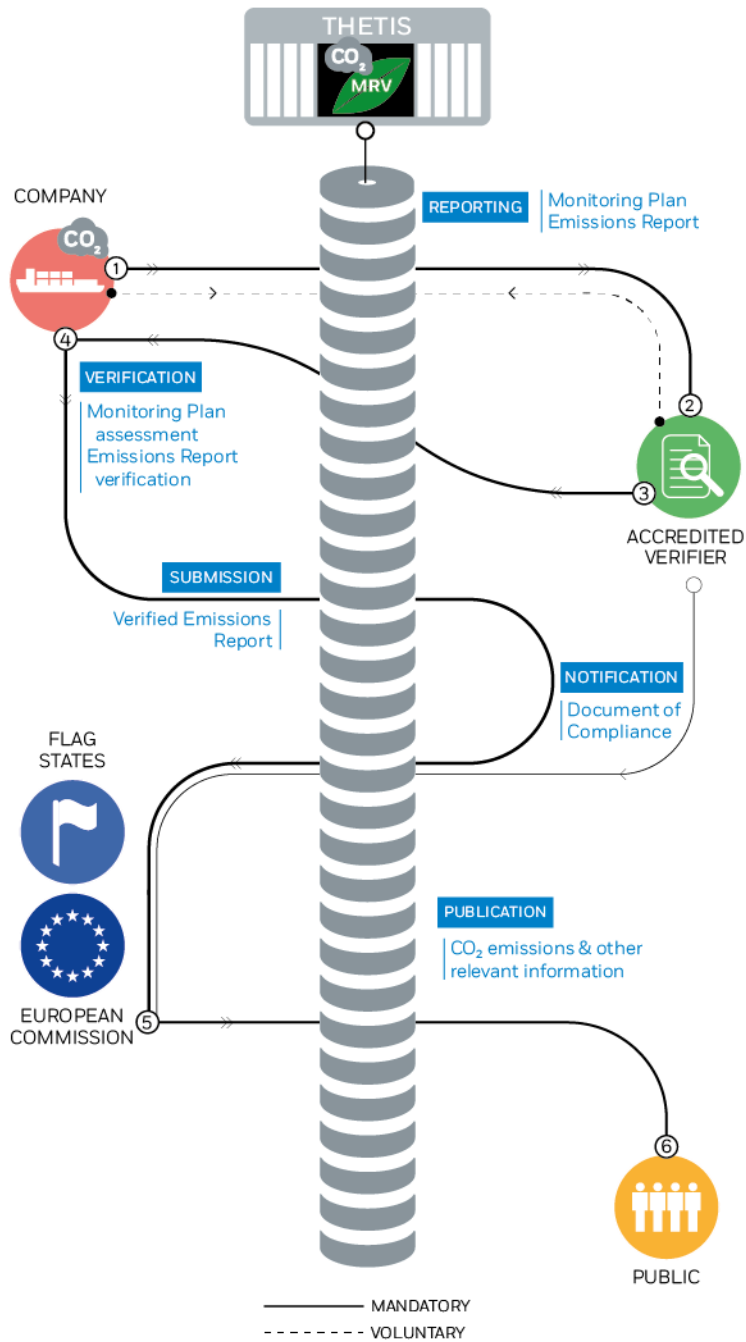 THETIS
CO₂
MRV
COMPANY
CO₂
REPORTING
Monitoring Plan
Emissions Report
1
4
VERIFICATION
Monitoring Plan
assessment
Emissions Report
verification
2
3
ACCREDITED
VERIFIER
SUBMISSION
Verified Emissions
Report
NOTIFICATION
Document of
Compliance
FLAG
STATES
PUBLICATION
CO₂ emissions & other
relevant information
EUROPEAN
COMMISSION
5
6
PUBLIC
MANDATORY
VOLUNTARY